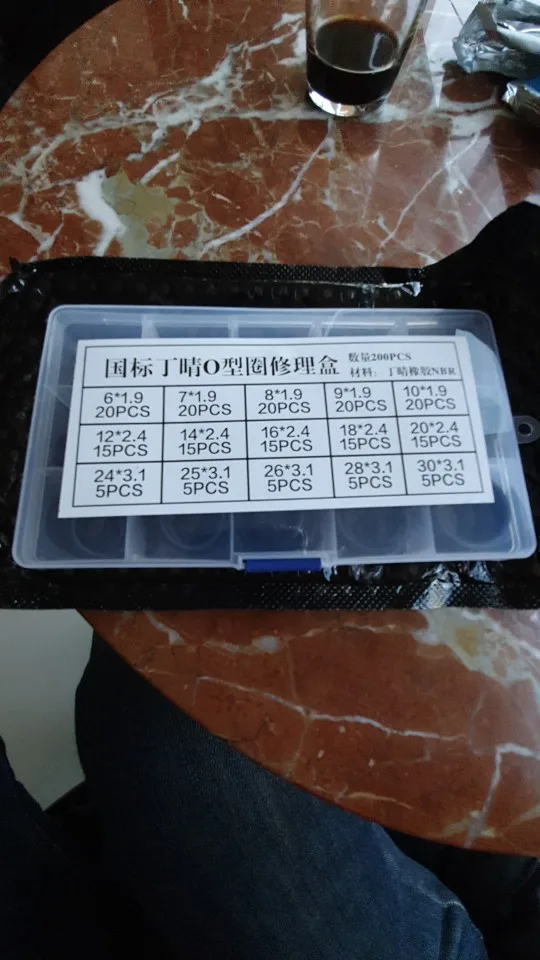 国标丁晴O型圈修理盒 数量200PCS
材料：丁晴橡胶NBR
6*1.9 7*1.9 8*1.9 9*1.9 10*1.9
20PCS 20PCS 20PCS 20PCS 20PCS
12*2.4 14*2.4 16*2.4 18*2.4 20*2.4
15PCS 15PCS 15PCS 15PCS 15PCS
24*3.1 25*3.1 26*3.1 28*3.1 30*3.1
5PCS 5PCS 5PCS 5PCS 5PCS